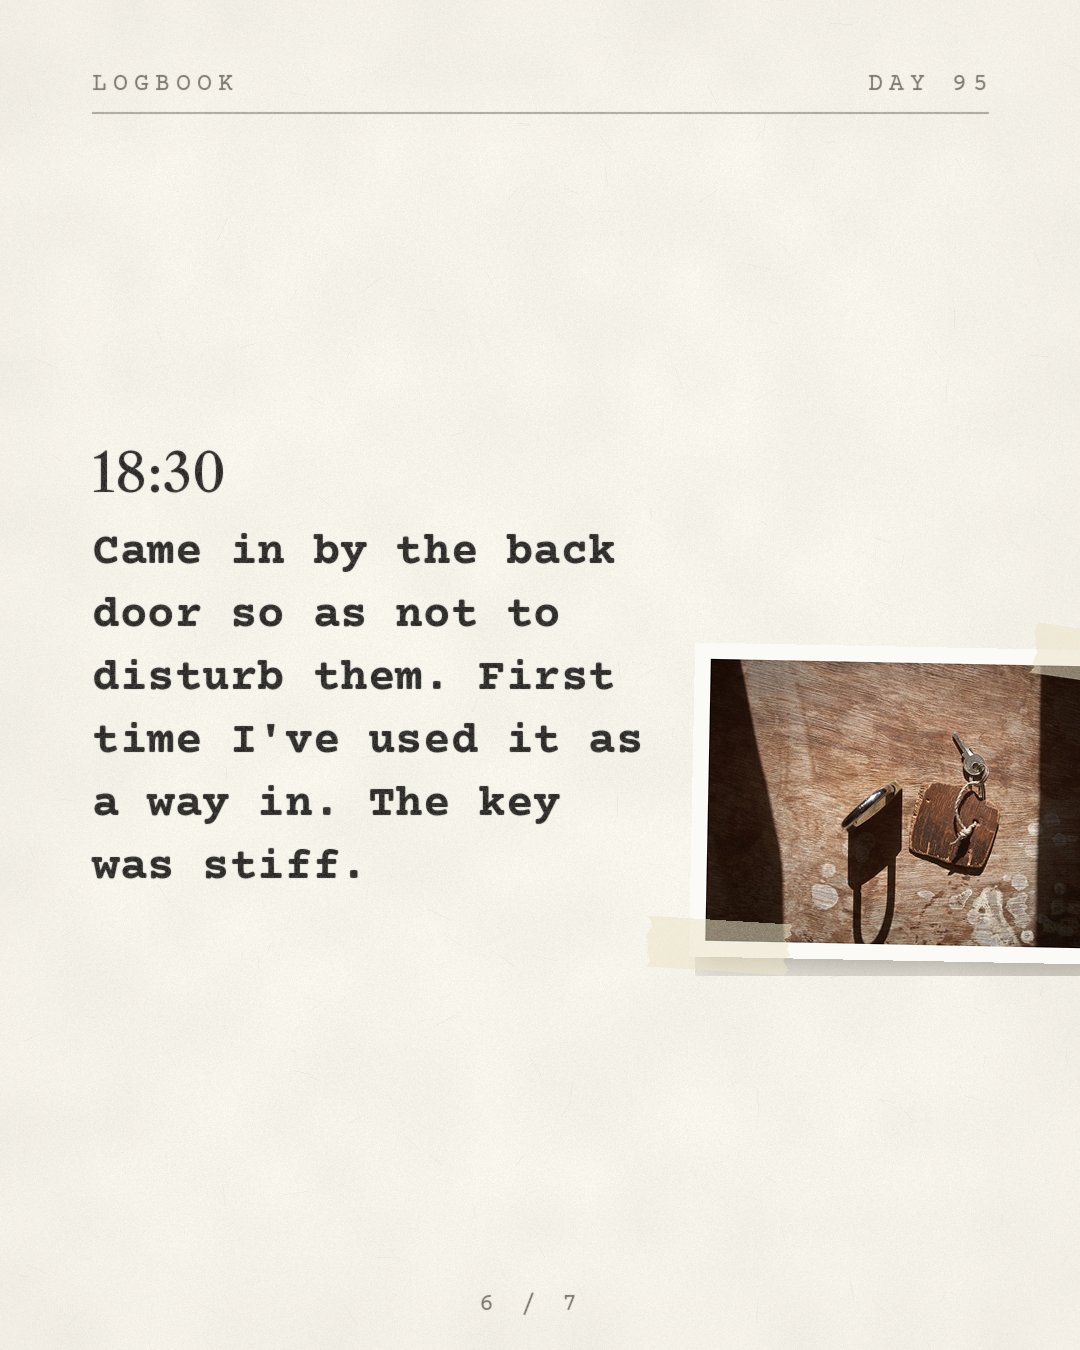 LOGBOOK DAY 95
18:30
Came in by the back
door so as not to
disturb them. First
time I've used it as
a way in. The key
was stiff.
6 / 7